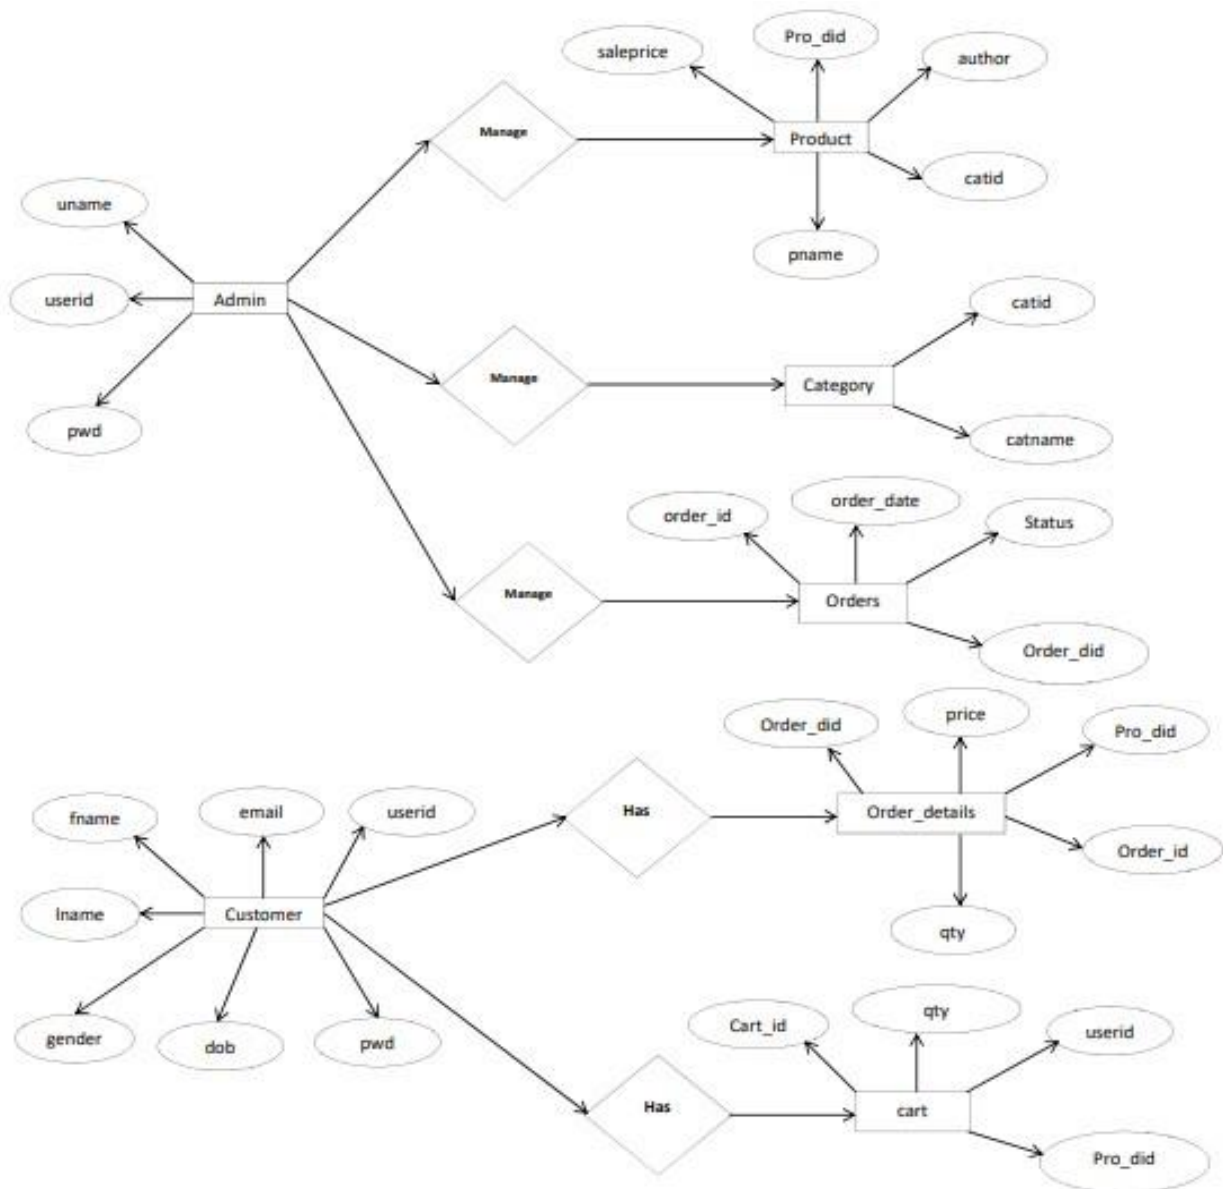 Pro_did
saleprice
author
Manage
Product
catid
uname
pname
userid
Admin
catid
Manage
Category
pwd
catname
order_date
order_id
Status
Manage
Orders
Order_did
price
Order_did
Pro_did
email
userid
fname
Has
Order_details
Order_id
lname
Customer
qty
gender
dob
pwd
qty
Cart_id
userid
Has
cart
Pro_did